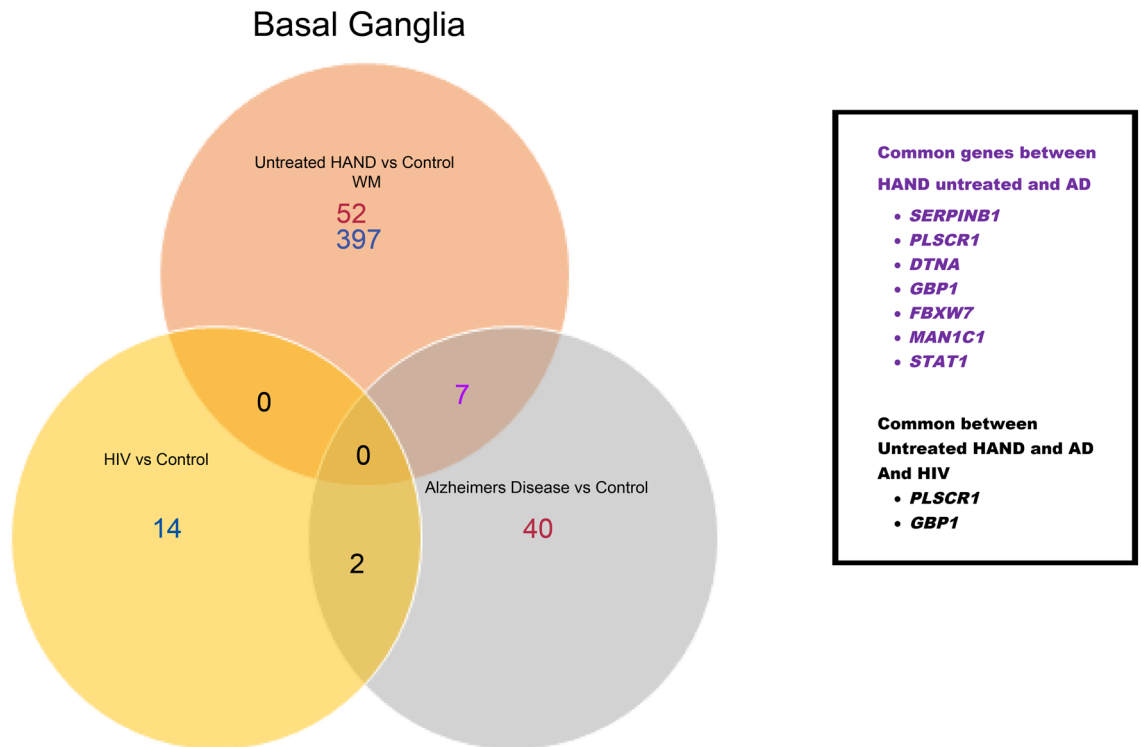 Basal Ganglia
Untreated HAND vs Control
WM
52
397
0
7
0
HIV vs Control
Alzheimers Disease vs Control
14
40
2
Common genes between
HAND untreated and AD
• SERPINB1
• PLSCR1
• DTNA
• GBP1
• FBXW7
• MAN1C1
• STAT1
Common between
Untreated HAND and AD
And HIV
• PLSCR1
• GBP1